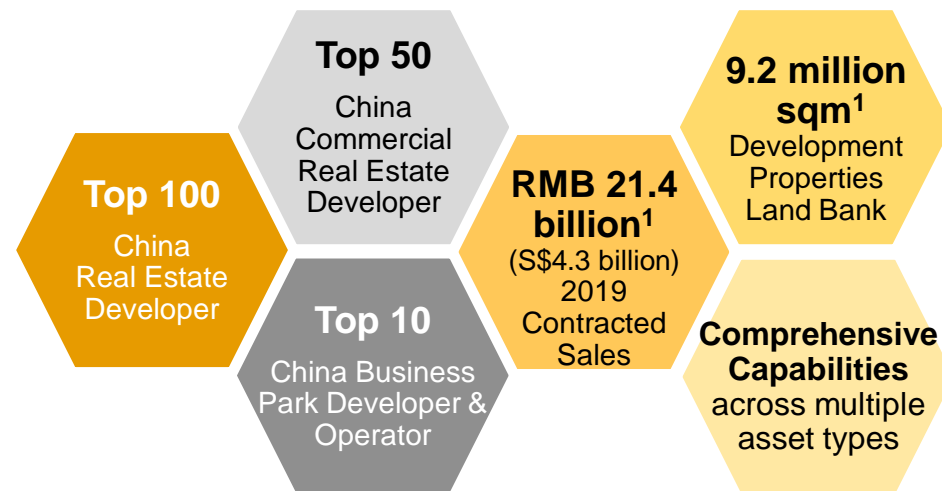 Top 100
China
Real Estate
Developer
Top 50
China
Commercial
Real Estate
Developer
Top 10
China Business
Park Developer &
Operator
RMB 21.4
billion¹
(S$4.3 billion)
2019
Contracted
Sales
9.2 million
sqm¹
Development
Properties
Land Bank
Comprehensive
Capabilities
across multiple
asset types